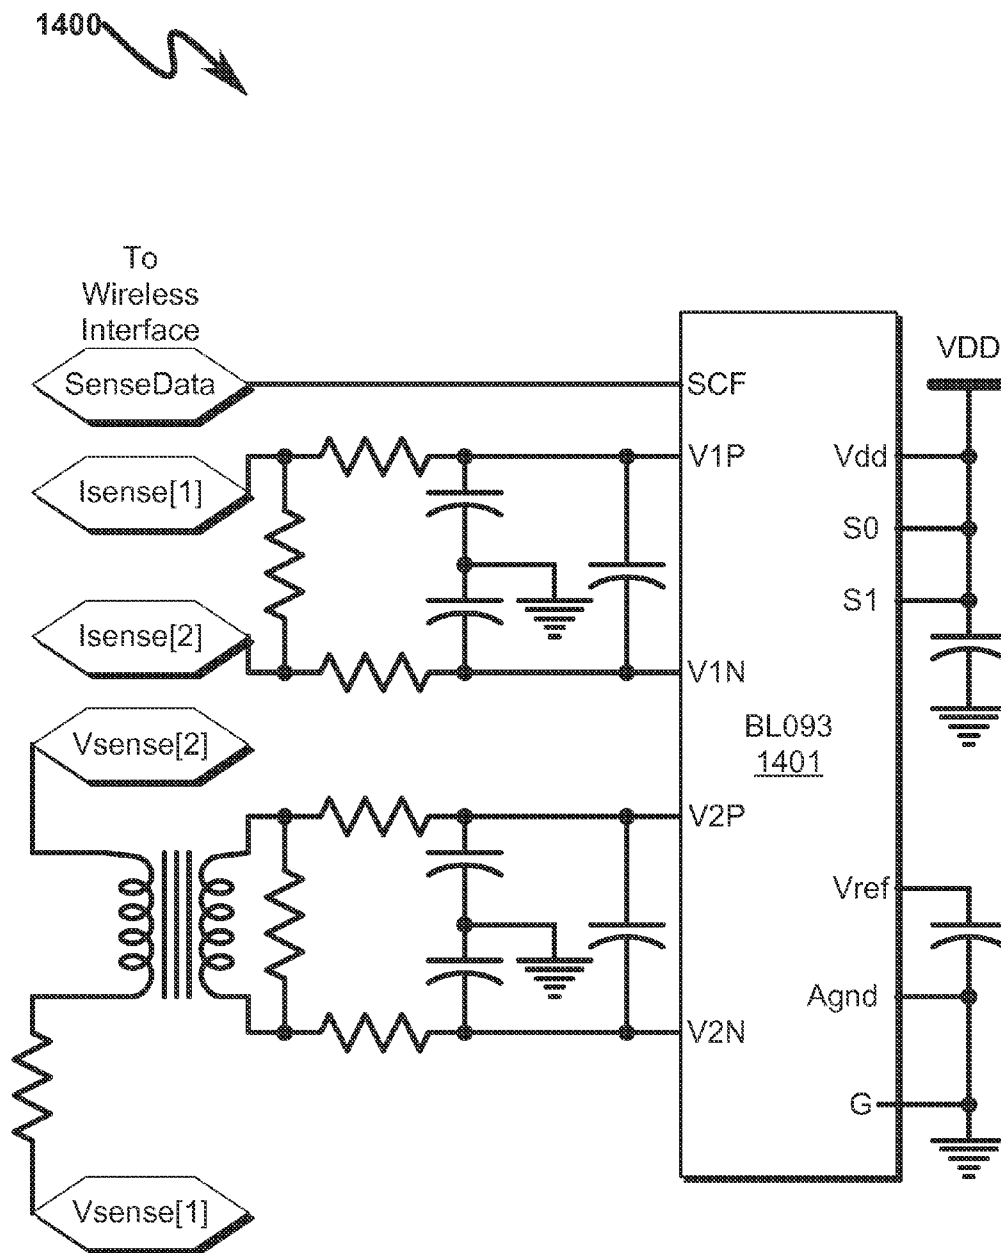 1400
To
Wireless
Interface
SenseData
SCF
VDD
Isense[1]
V1P
Vdd
S0
S1
Isense[2]
V1N
Vsense[2]
BL093
1401
V2P
Vref
Agnd
V2N
G
Vsense[1]